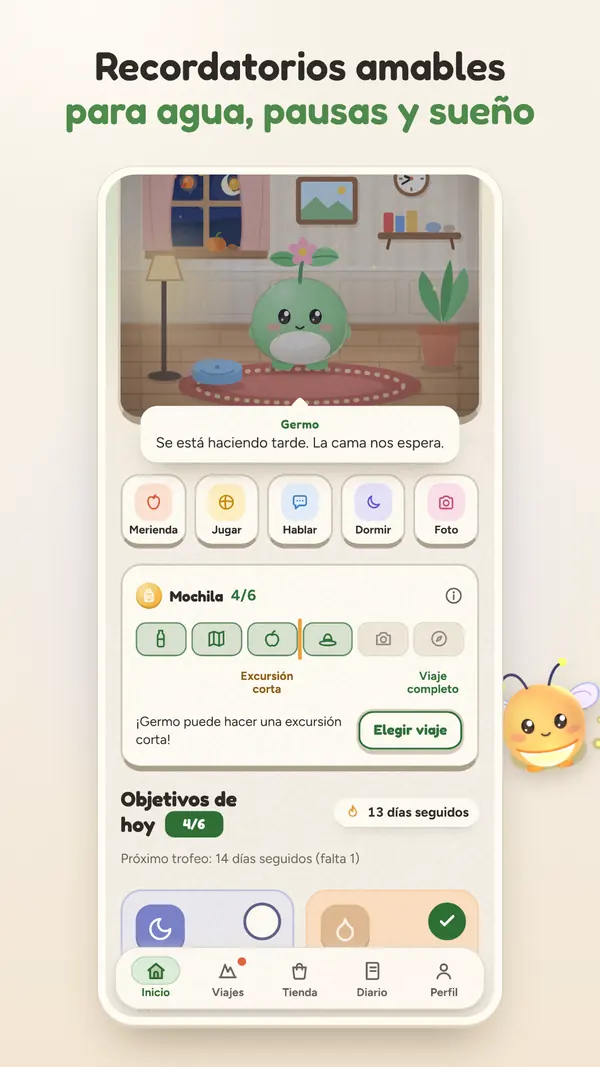 Recordatorios amables
para agua, pausas y sueño
Germo
Se está haciendo tarde. La cama nos espera.
Merienda
Jugar
Hablar
Dormir
Foto
Mochila 4/6
Excursión
corta
Viaje
completo
¡Germo puede hacer una excursión
corta!
Elegir viaje
Objetivos de
hoy 4/6
13 días seguidos
Próximo trofeo: 14 días seguidos (falta 1)
Inicio
Viajes
Tienda
Diario
Perfil